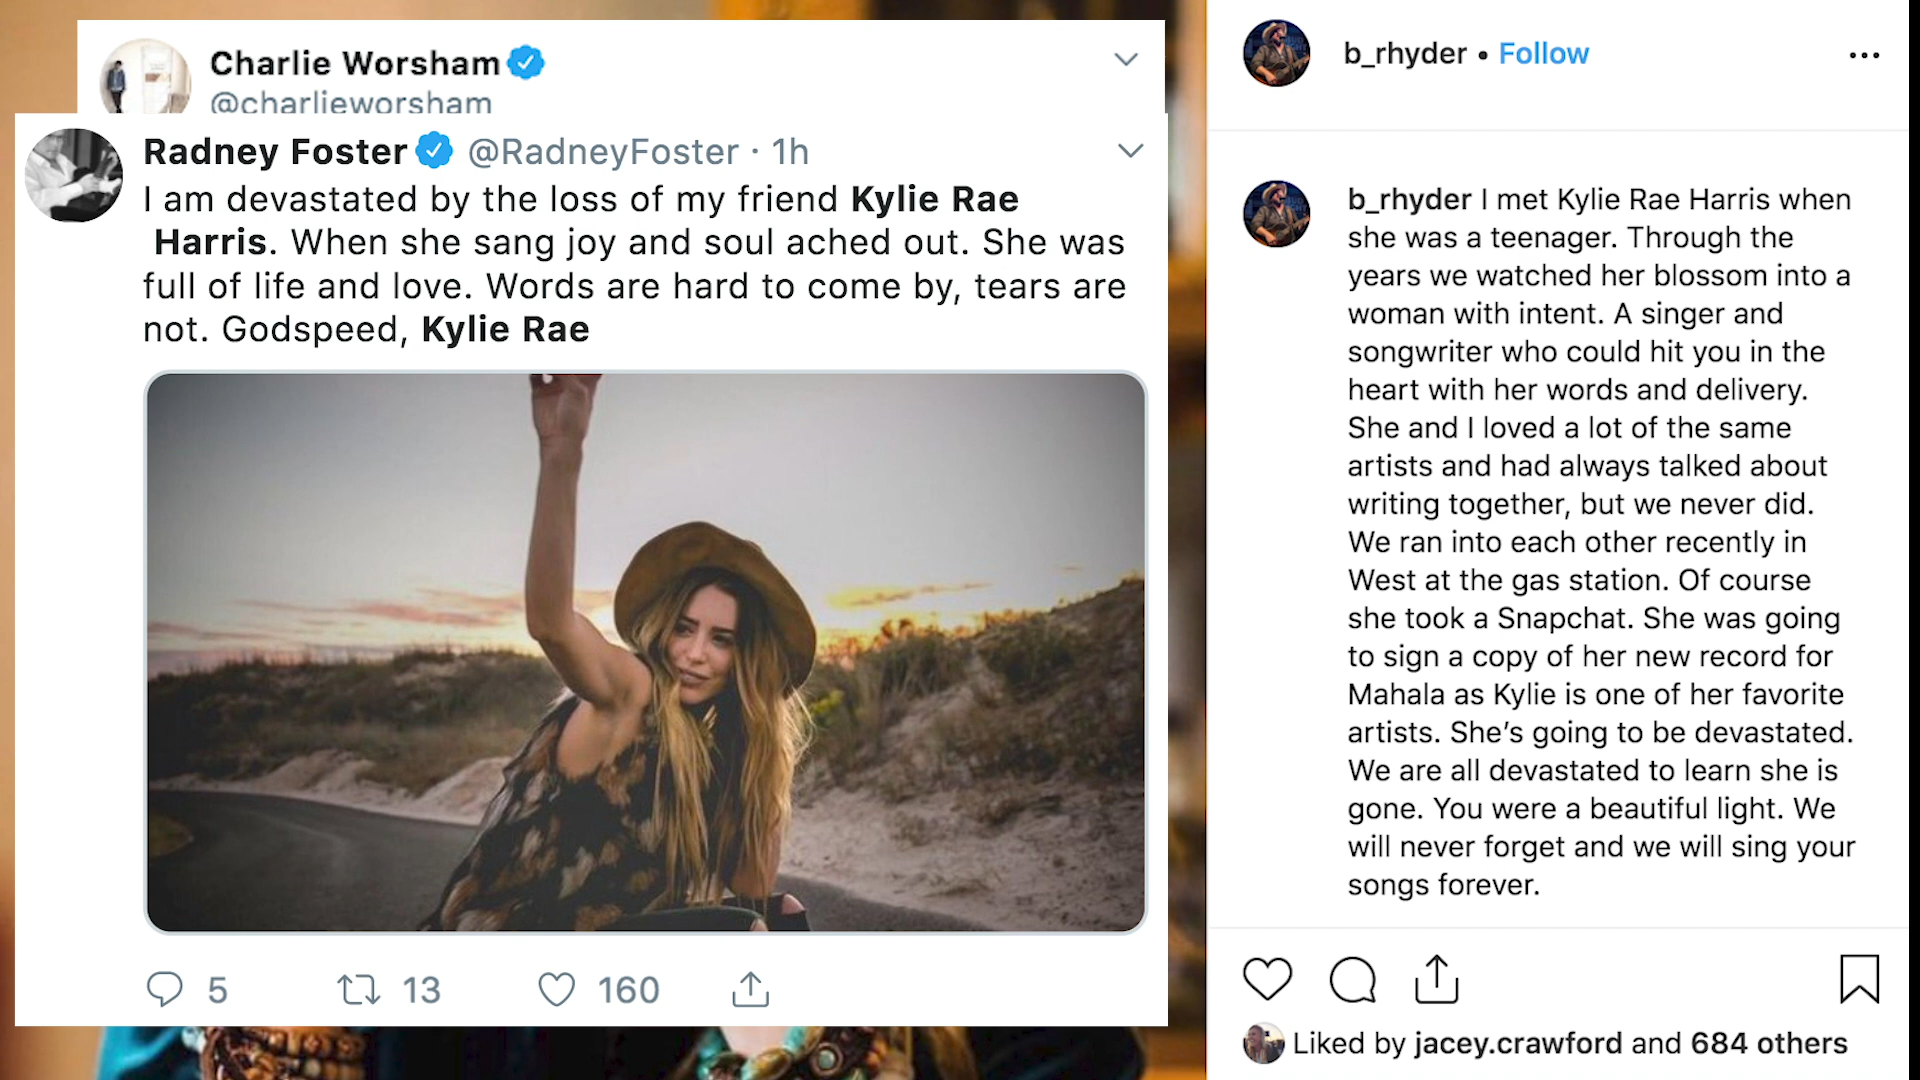 Charlie Worsham
@charlieworsham
Radney Foster @RadneyFoster · 1h
I am devastated by the loss of my friend Kylie Rae
Harris. When she sang joy and soul ached out. She was
full of life and love. Words are hard to come by, tears are
not. Godspeed, Kylie Rae
5 13 160
b_rhyder • Follow
b_rhyder I met Kylie Rae Harris when
she was a teenager. Through the
years we watched her blossom into a
woman with intent. A singer and
songwriter who could hit you in the
heart with her words and delivery.
She and I loved a lot of the same
artists and had always talked about
writing together, but we never did.
We ran into each other recently in
West at the gas station. Of course
she took a Snapchat. She was going
to sign a copy of her new record for
Mahala as Kylie is one of her favorite
artists. She’s going to be devastated.
We are all devastated to learn she is
gone. You were a beautiful light. We
will never forget and we will sing your
songs forever.
Liked by jacey.crawford and 684 others